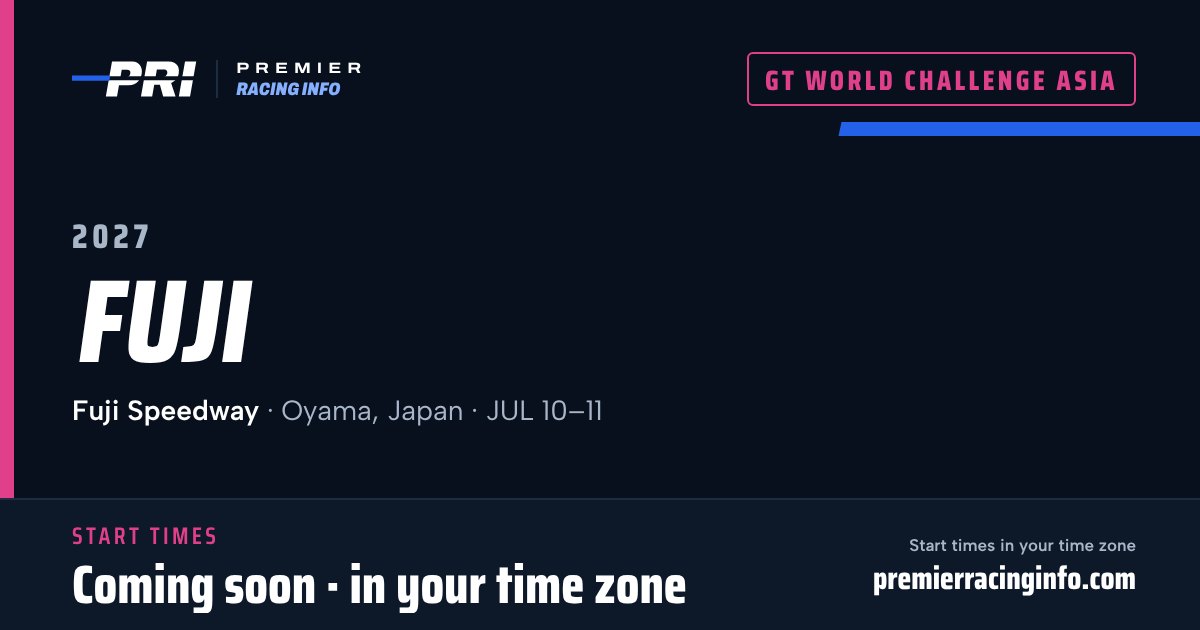 PRI
PREMIER
RACING INFO
GT WORLD CHALLENGE ASIA
2027
FUJI
Fuji Speedway · Oyama, Japan · JUL 10–11
START TIMES
Coming soon · in your time zone
Start times in your time zone
premierracinginfo.com